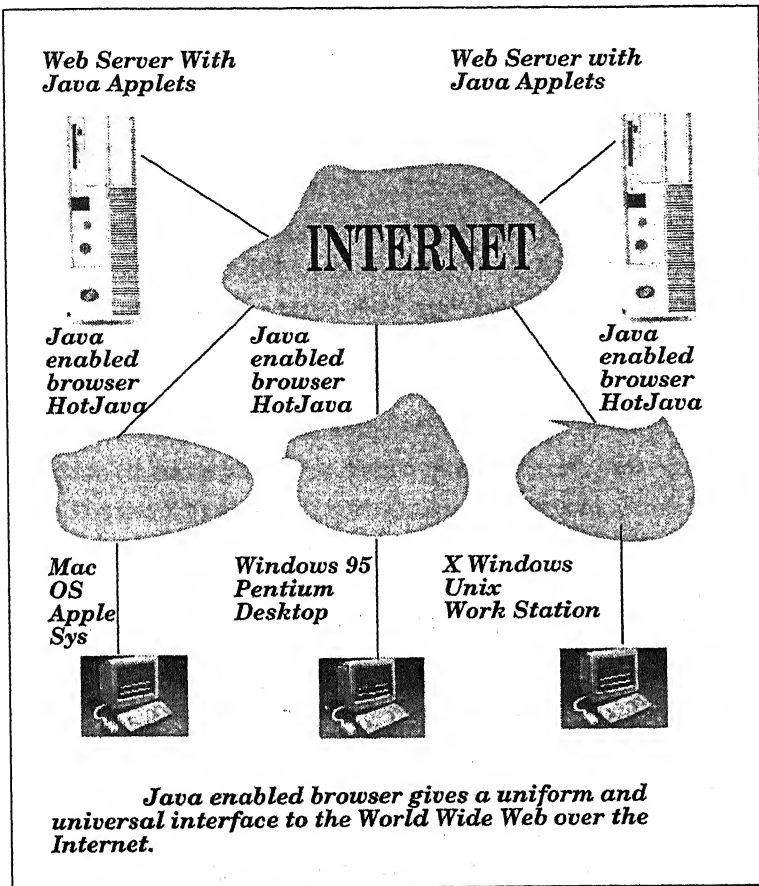 Web Server With
Java Applets
Web Server with
Java Applets
INTERNET
Java
enabled
browser
HotJava
Java
enabled
browser
HotJava
Java
enabled
browser
HotJava
Mac
OS
Apple
Sys
Windows 95
Pentium
Desktop
X Windows
Unix
Work Station
Java enabled browser gives a uniform and
universal interface to the World Wide Web over the
Internet.